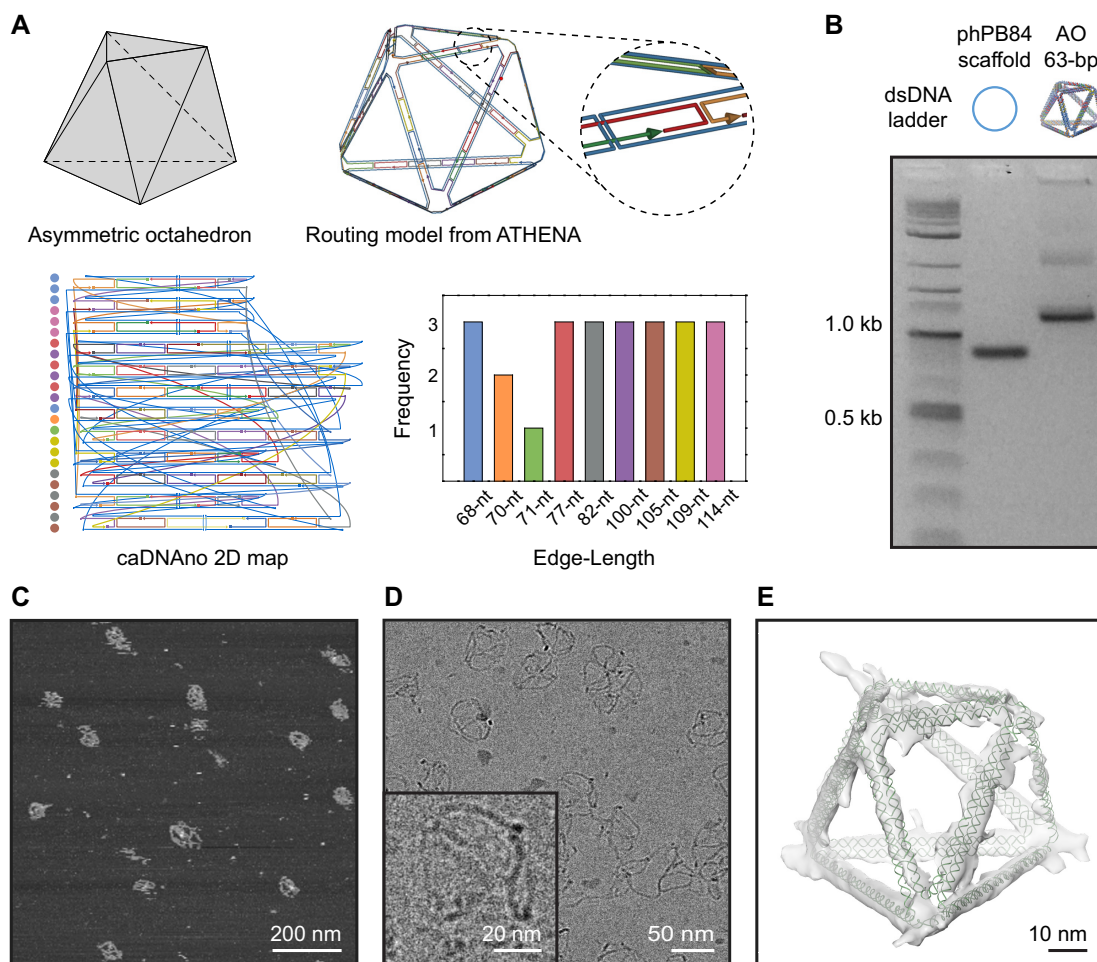 A
Asymmetric octahedron
Routing model from ATHENA
caDNAno 2D map
Frequency
3
2
1
68-nt
70-nt
71-nt
77-nt
82-nt
100-nt
105-nt
109-nt
114-nt
Edge-Length
B
phPB84
scaffold
AO
63-bp
dsDNA
ladder
1.0 kb
0.5 kb
C
200 nm
D
20 nm
50 nm
E
10 nm